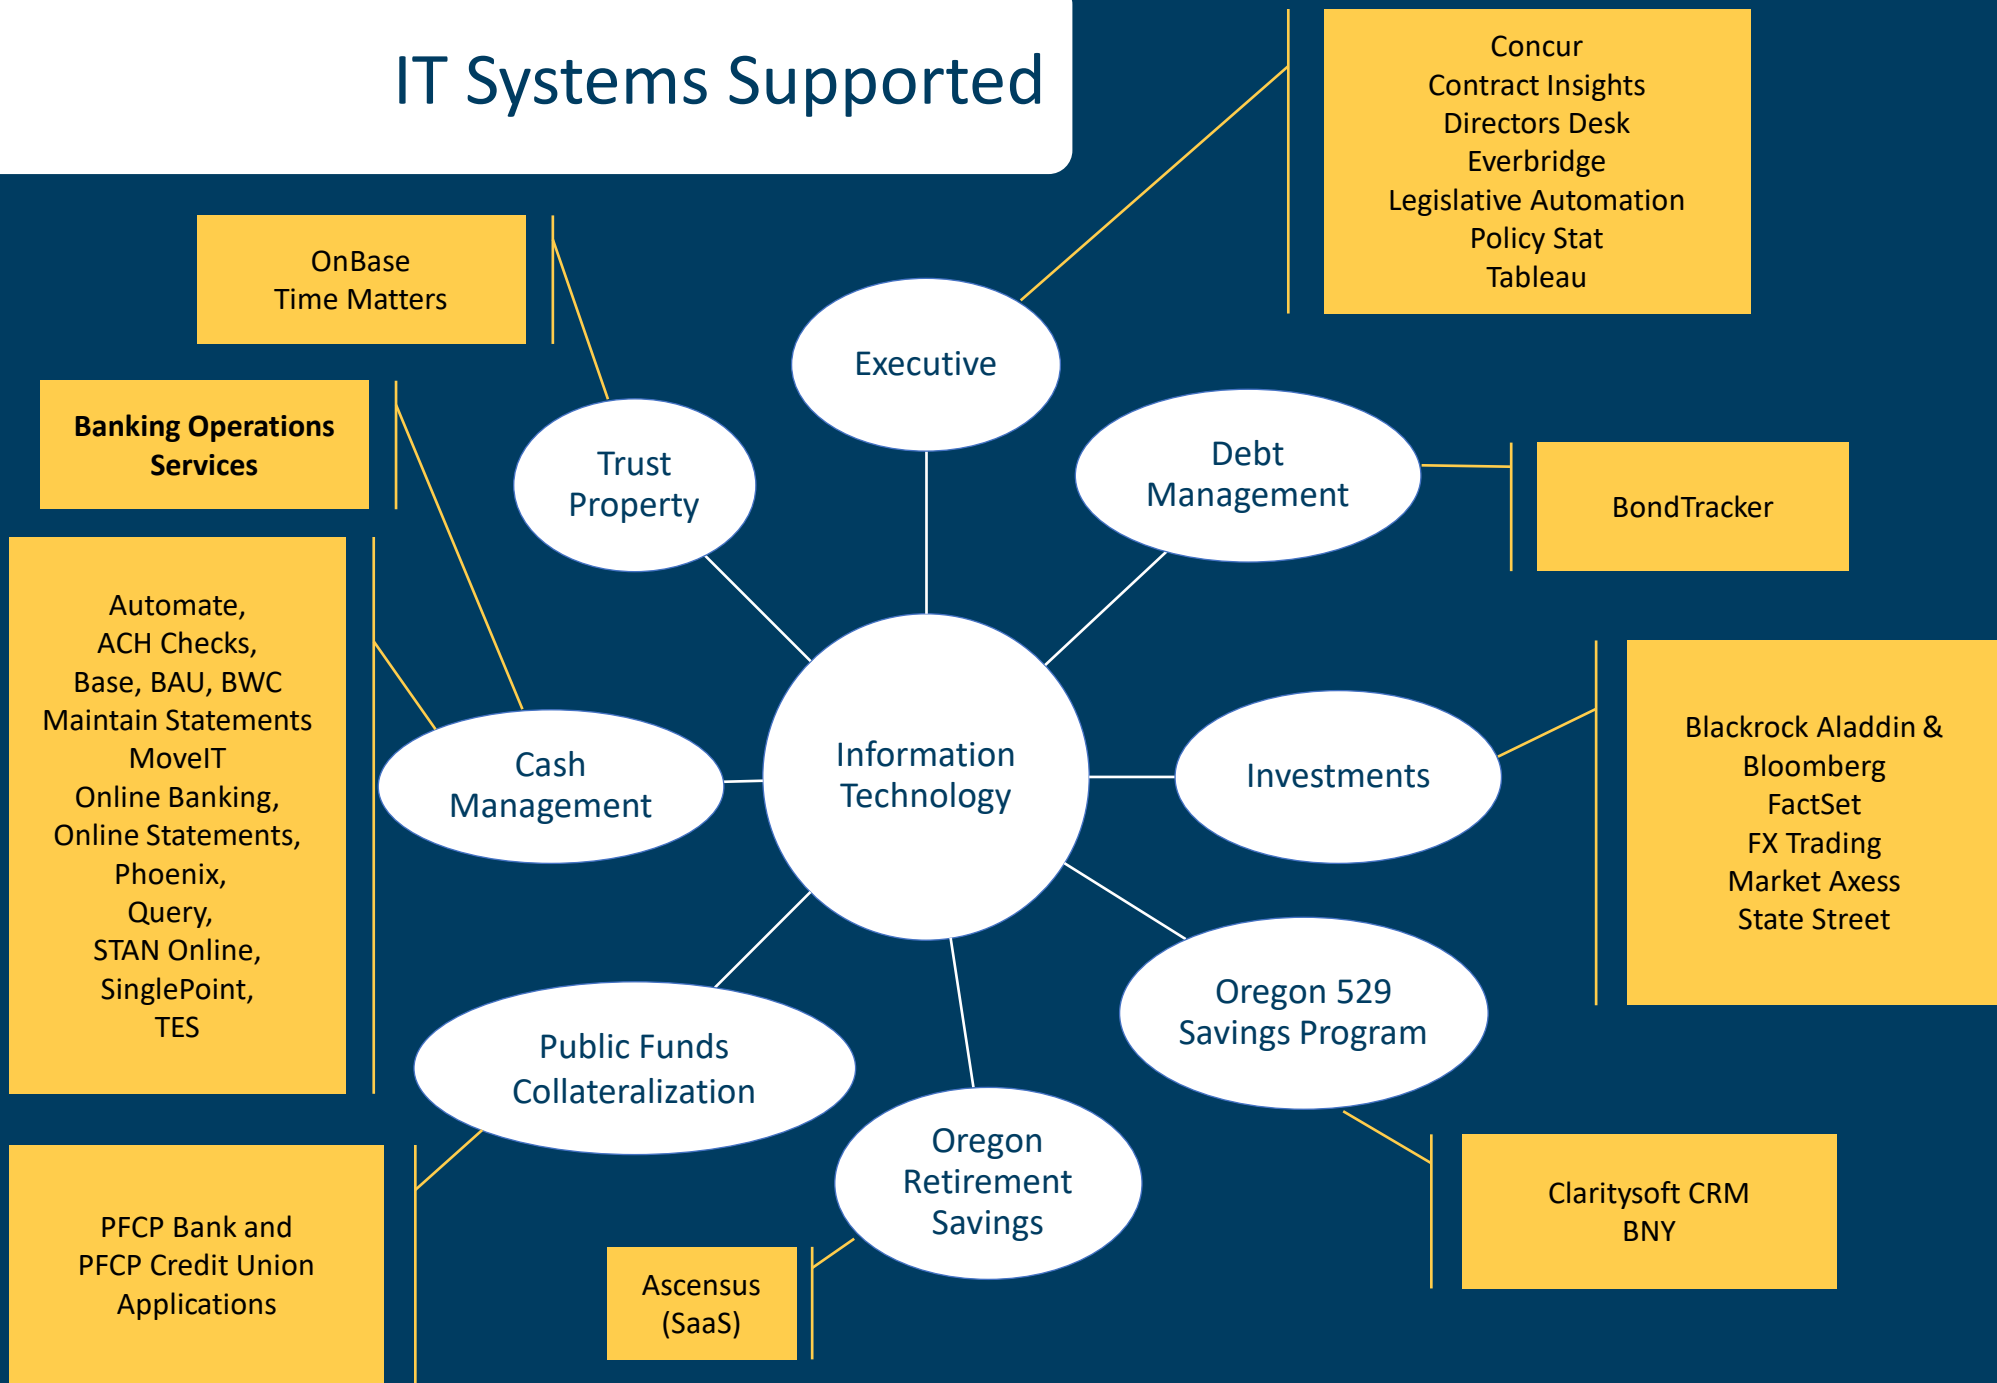 IT Systems Supported
Concur
Contract Insights
Directors Desk
Everbridge
Legislative Automation
Policy Stat
Tableau
OnBase
Time Matters
Executive
Banking Operations
Services
Trust
Property
Debt
Management
BondTracker
Automate,
ACH Checks,
Base, BAU, BWC
Maintain Statements
MoveIT
Online Banking,
Online Statements,
Phoenix,
Query,
STAN Online,
SinglePoint,
TES
Cash
Management
Information
Technology
Investments
Blackrock Aladdin &
Bloomberg
FactSet
FX Trading
Market Axess
State Street
Public Funds
Collateralization
Oregon 529
Savings Program
Oregon
Retirement
Savings
PFCP Bank and
PFCP Credit Union
Applications
Ascensus
(SaaS)
Claritysoft CRM
BNY